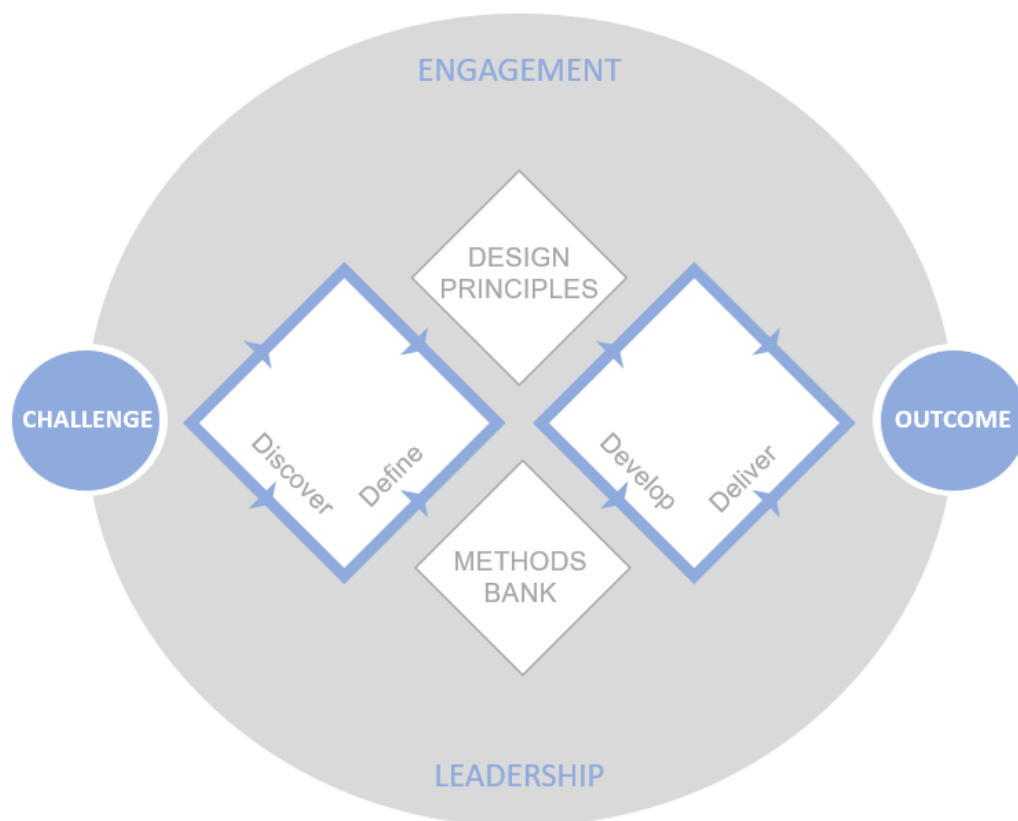 ENGAGEMENT
DESIGN
PRINCIPLES
CHALLENGE
Discover
Define
Develop
Deliver
OUTCOME
METHODS
BANK
LEADERSHIP